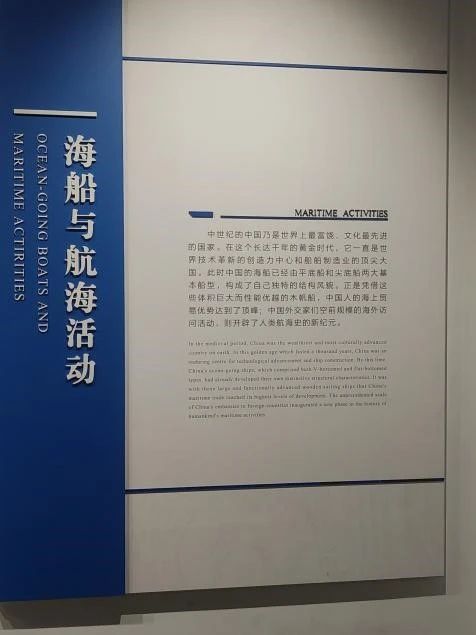 海船与航海活动
OCEAN-GOING BOATS AND
MARITIME ACTIRITIES
MARITIME ACTIVITIES
中世纪的中国乃是世界上最富饶、文化最先进
的国家。在这个长达千年的黄金时代，它一直是世
界技术革新的创造力中心和船舶制造业的顶尖大
国。此时中国的海船已经由平底船和尖底船两大基
本船型，构成了自己独特的结构风貌。正是凭借这
些体积巨大而性能优越的木帆船，中国人的海上贸
易优势达到了顶峰；中国外交家们空前规模的海外访
问活动，则开辟了人类航海史的新纪元。
In the medieval period, China was the wealthiest and most culturally advanced
country on earth. In this golden age which lasted a thousand years, China was an
enduring centre for technological advancement and ship construction. By this time,
China's ocean-going ships, which comprised both V-bottomed and flat-bottomed
types, had already developed their own distinctive structural characteristics. It was
with these large and functionally advanced wooden sailing ships that China's
maritime trade reached its highest levels of development. The unprecedented scale
of China's embassies to foreign countries inaugurated a new phase in the history of
humankind's maritime activities.